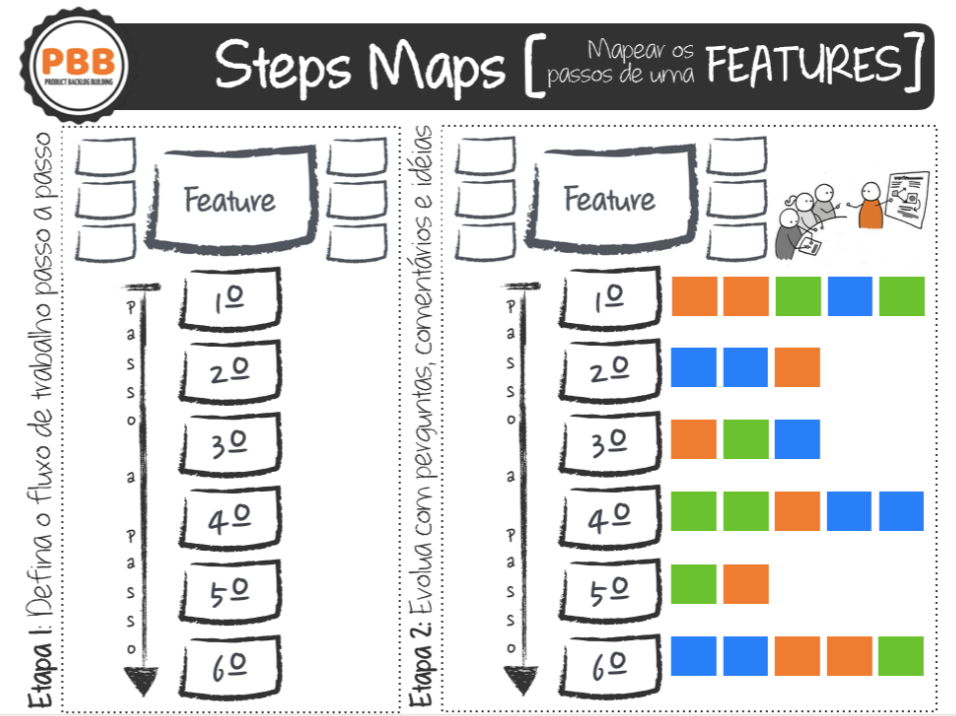 PBB
PRODUCT BACKLOG BUILDING
Steps Maps [ Mapear os
passos de uma FEATURES]
Etapa 1: Defina o fluxo de trabalho passo a passo
Feature
passo a passo
1º
2º
3º
4º
5º
6º
Etapa 2: Evolua com perguntas, comentários e idéias
Feature
passo a passo
1º
2º
3º
4º
5º
6º